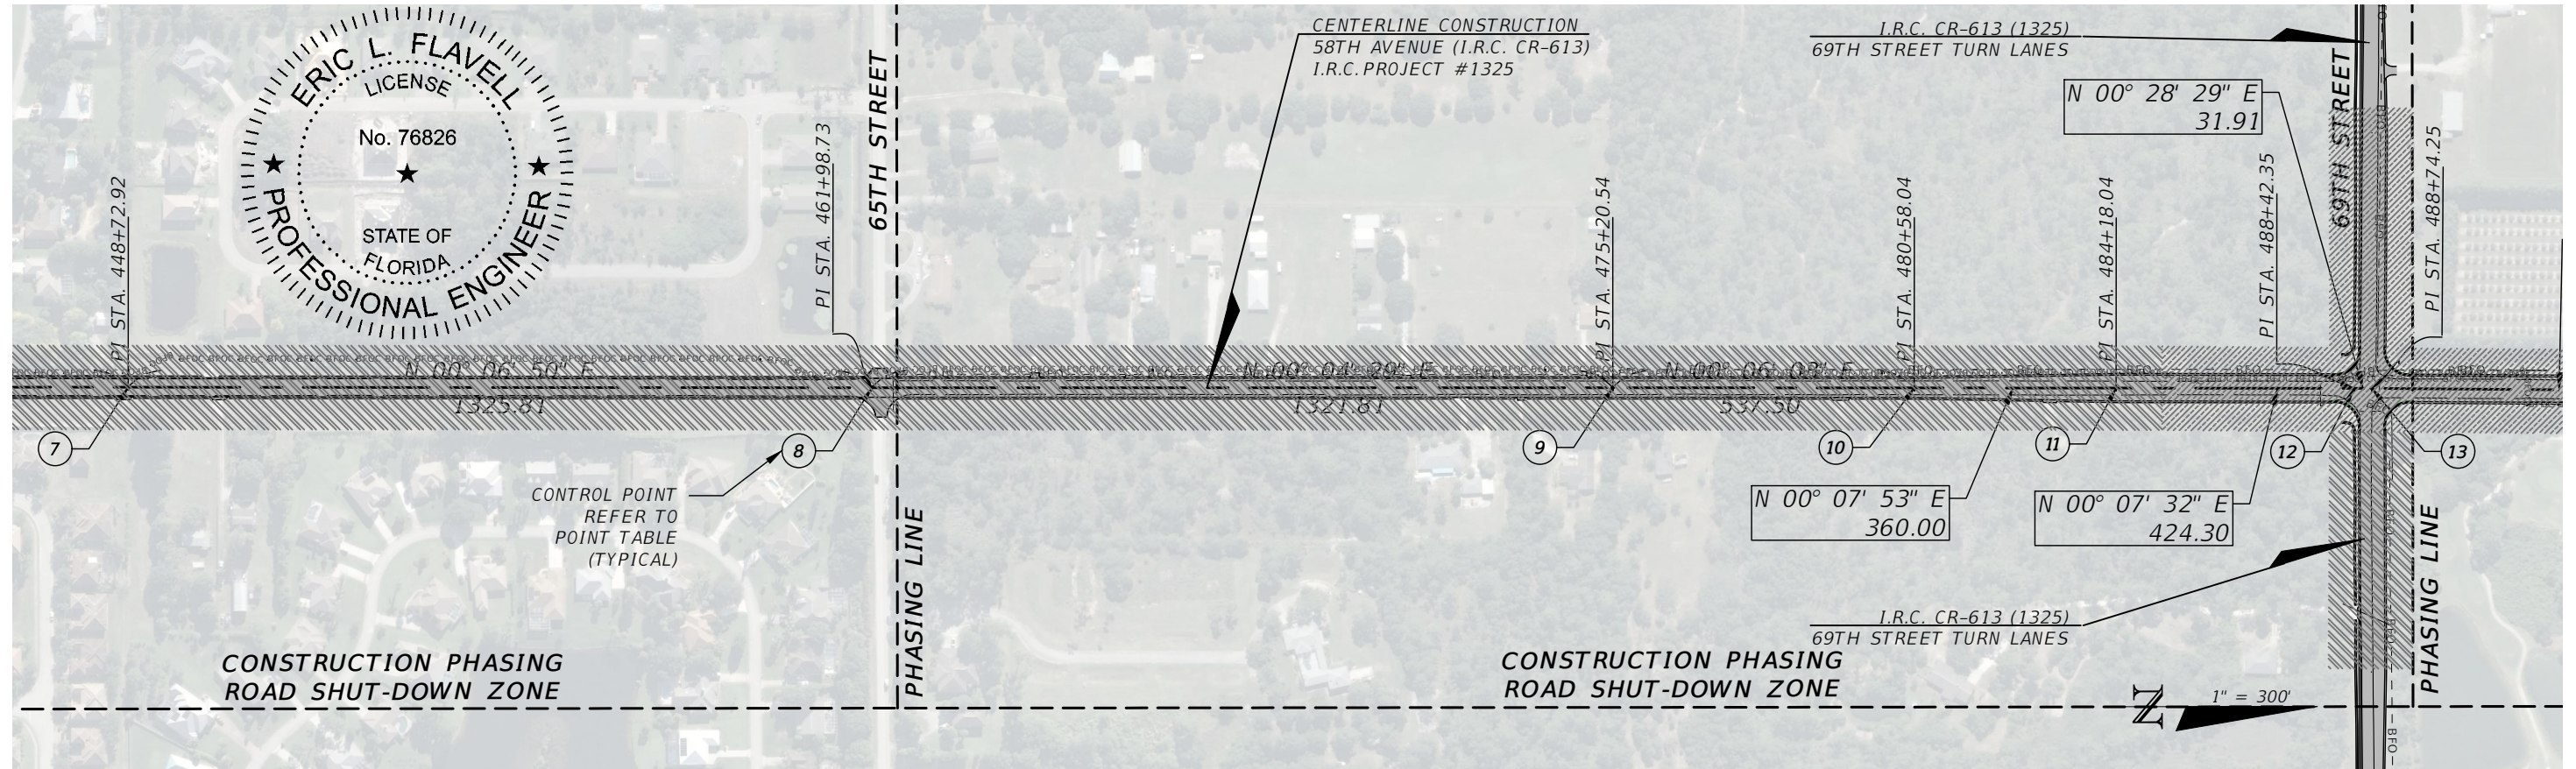 ERIC L. FLAVELL
LICENSE
No. 76826
STATE OF
FLORIDA
PROFESSIONAL ENGINEER
PI STA. 448+72.92
PI STA. 461+98.73
65TH STREET
CENTERLINE CONSTRUCTION
58TH AVENUE (I.R.C. CR-613)
I.R.C. PROJECT #1325
I.R.C. CR-613 (1325)
69TH STREET TURN LANES
N 00° 28' 29" E
31.91
PI STA. 475+20.54
PI STA. 480+58.04
PI STA. 484+18.04
PI STA. 488+42.35
69TH STREET
PI STA. 488+74.25
N 00° 06' 50" E
1325.81
1321.81
537.50
7
8
9
10
11
12
13
CONTROL POINT
REFER TO
POINT TABLE
(TYPICAL)
N 00° 07' 53" E
360.00
N 00° 07' 32" E
424.30
PHASING LINE
PHASING LINE
I.R.C. CR-613 (1325)
69TH STREET TURN LANES
CONSTRUCTION PHASING
ROAD SHUT-DOWN ZONE
CONSTRUCTION PHASING
ROAD SHUT-DOWN ZONE
N
1" = 300'
BFO